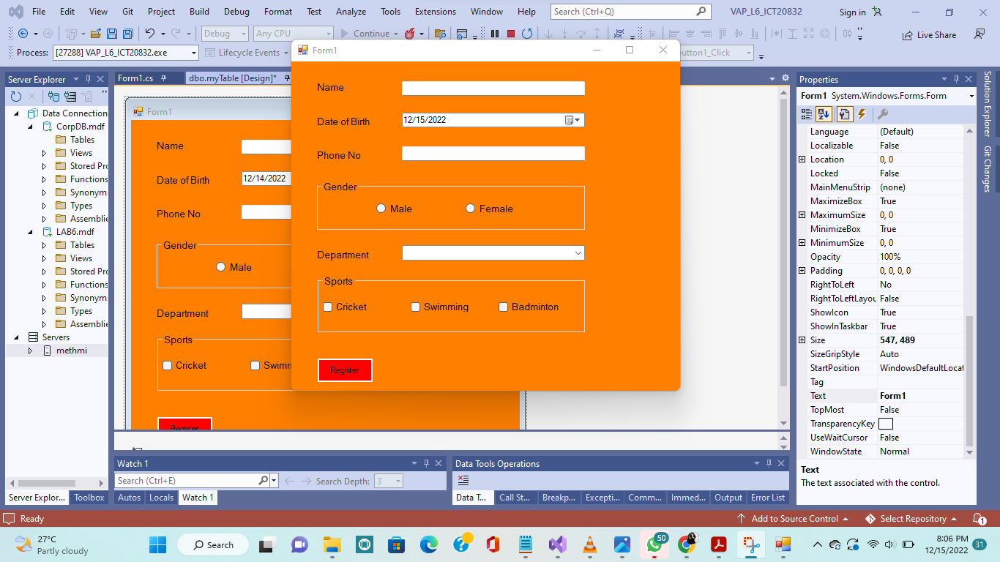 File Edit View Git Project Build Debug Format Test Analyze Tools Extensions Window Help Search (Ctrl+Q) VAP_L6_ICT20832 Sign in
Debug Any CPU Continue Live Share
Process: [27288] VAP_L6_ICT20832.exe Lifecycle Events utton1_Click
Server Explorer
Data Connection
CorpDB.mdf
Tables
Views
Stored Pro
Functions
Synonym
Types
Assemblie
LAB6.mdf
Tables
Views
Stored Pro
Functions
Synonym
Types
Assemblie
Servers
methmi
Server Explor... Toolbox
Form1.cs dbo.myTable [Design]*
Form1
Name
Date of Birth 12/14/2022
Phone No
Gender
Male
Department
Sports
Cricket Swimm
Register
Form1
Name
Date of Birth 12/15/2022
Phone No
Gender
Male Female
Department
Sports
Cricket Swimming Badminton
Register
Watch 1
Search (Ctrl+E) Search Depth: 3
Autos Locals Watch 1
Data Tools Operations
Data T... Call St... Breakp... Excepti... Comm... Immed... Output Error List
Properties
Form1 System.Windows.Forms.Form
Language (Default)
Localizable False
Location 0, 0
Locked False
MainMenuStrip (none)
MaximizeBox True
MaximumSize 0, 0
MinimizeBox True
MinimumSize 0, 0
Opacity 100%
Padding 0, 0, 0, 0
RightToLeft No
RightToLeftLayou False
ShowIcon True
ShowInTaskbar True
Size 547, 489
SizeGripStyle Auto
StartPosition WindowsDefaultLocat
Tag
Text Form1
TopMost False
TransparencyKey
UseWaitCursor False
WindowState Normal
Text
The text associated with the control.
Solution Explorer
Git Changes
Ready Add to Source Control Select Repository 1
27°C
Partly cloudy
Search
50
8:06 PM
12/15/2022
31